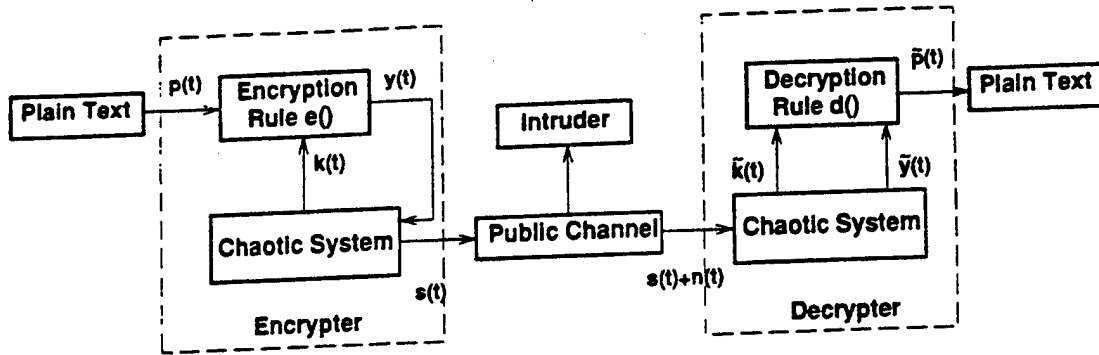 Plain Text
p(t)
Encryption
Rule e()
y(t)
k(t)
Chaotic System
s(t)
Encrypter
Intruder
Public Channel
s(t)+n(t)
Decryption
Rule d()
p̃(t)
Plain Text
k̃(t)
ỹ(t)
Chaotic System
Decrypter